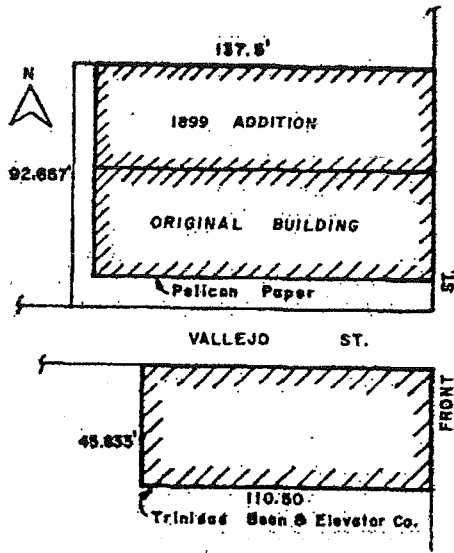 137.5'
N
1899 ADDITION
92.667'
ORIGINAL BUILDING
Pelican Paper
ST.
VALLEJO ST.
FRONT
45.833'
110.50
Trinidad Bean & Elevator Co.